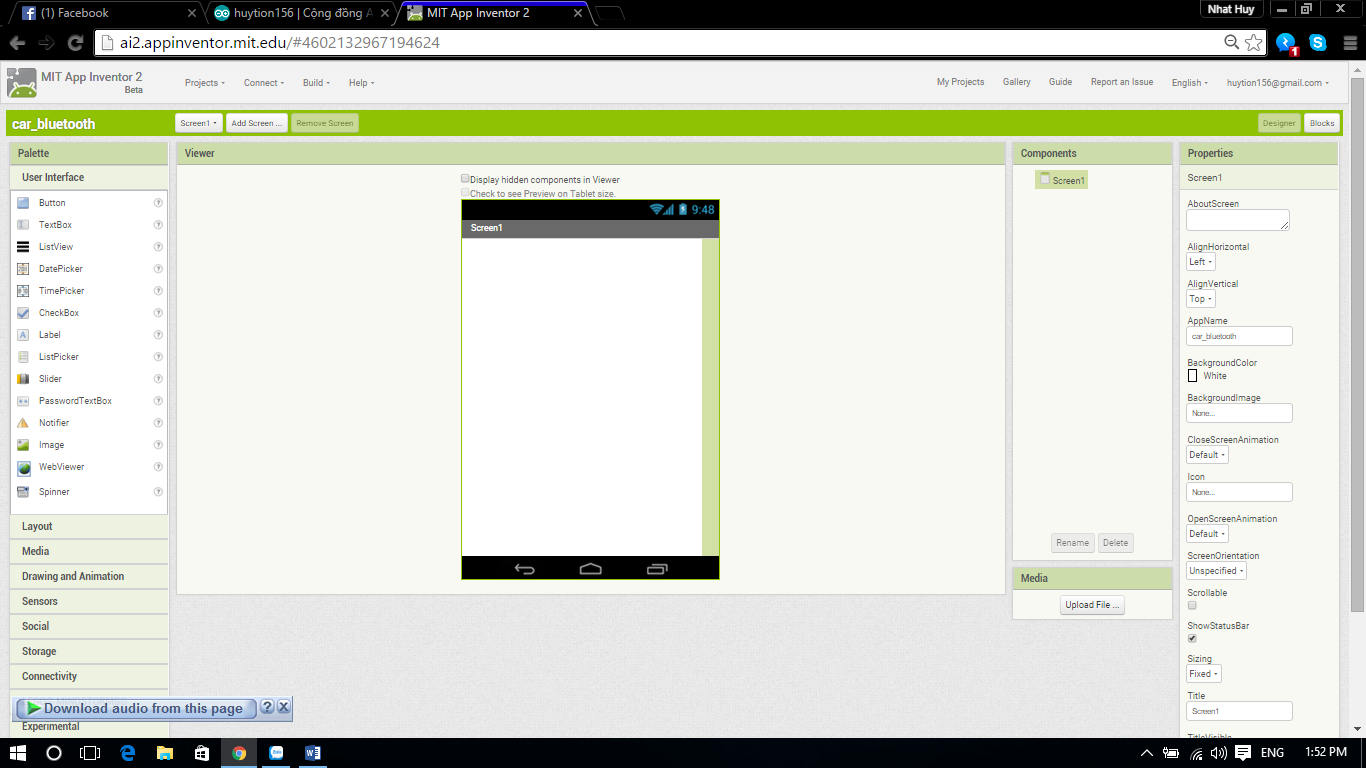 (1) Facebook
huytion156 | Cộng đồng A
MIT App Inventor 2
Nhat Huy
ai2.appinventor.mit.edu/#4602132967194624
1
MIT App Inventor 2
Beta
Projects
Connect
Build
Help
My Projects
Gallery
Guide
Report an Issue
English
huytion156@gmail.com
car_bluetooth
Screen1
Add Screen ...
Remove Screen
Designer
Blocks
Palette
User Interface
Button
TextBox
ListView
DatePicker
TimePicker
CheckBox
Label
ListPicker
Slider
PasswordTextBox
Notifier
Image
WebViewer
Spinner
Layout
Media
Drawing and Animation
Sensors
Social
Storage
Connectivity
Experimental
Download audio from this page
Viewer
Display hidden components in Viewer
Check to see Preview on Tablet size.
9:48
Screen1
Components
Screen1
Rename
Delete
Media
Upload File ...
Properties
Screen1
AboutScreen
AlignHorizontal
Left
AlignVertical
Top
AppName
car_bluetooth
BackgroundColor
White
BackgroundImage
None...
CloseScreenAnimation
Default
Icon
None...
OpenScreenAnimation
Default
ScreenOrientation
Unspecified
Scrollable
ShowStatusBar
Sizing
Fixed
Title
Screen1
TitleVisible
ENG
1:52 PM